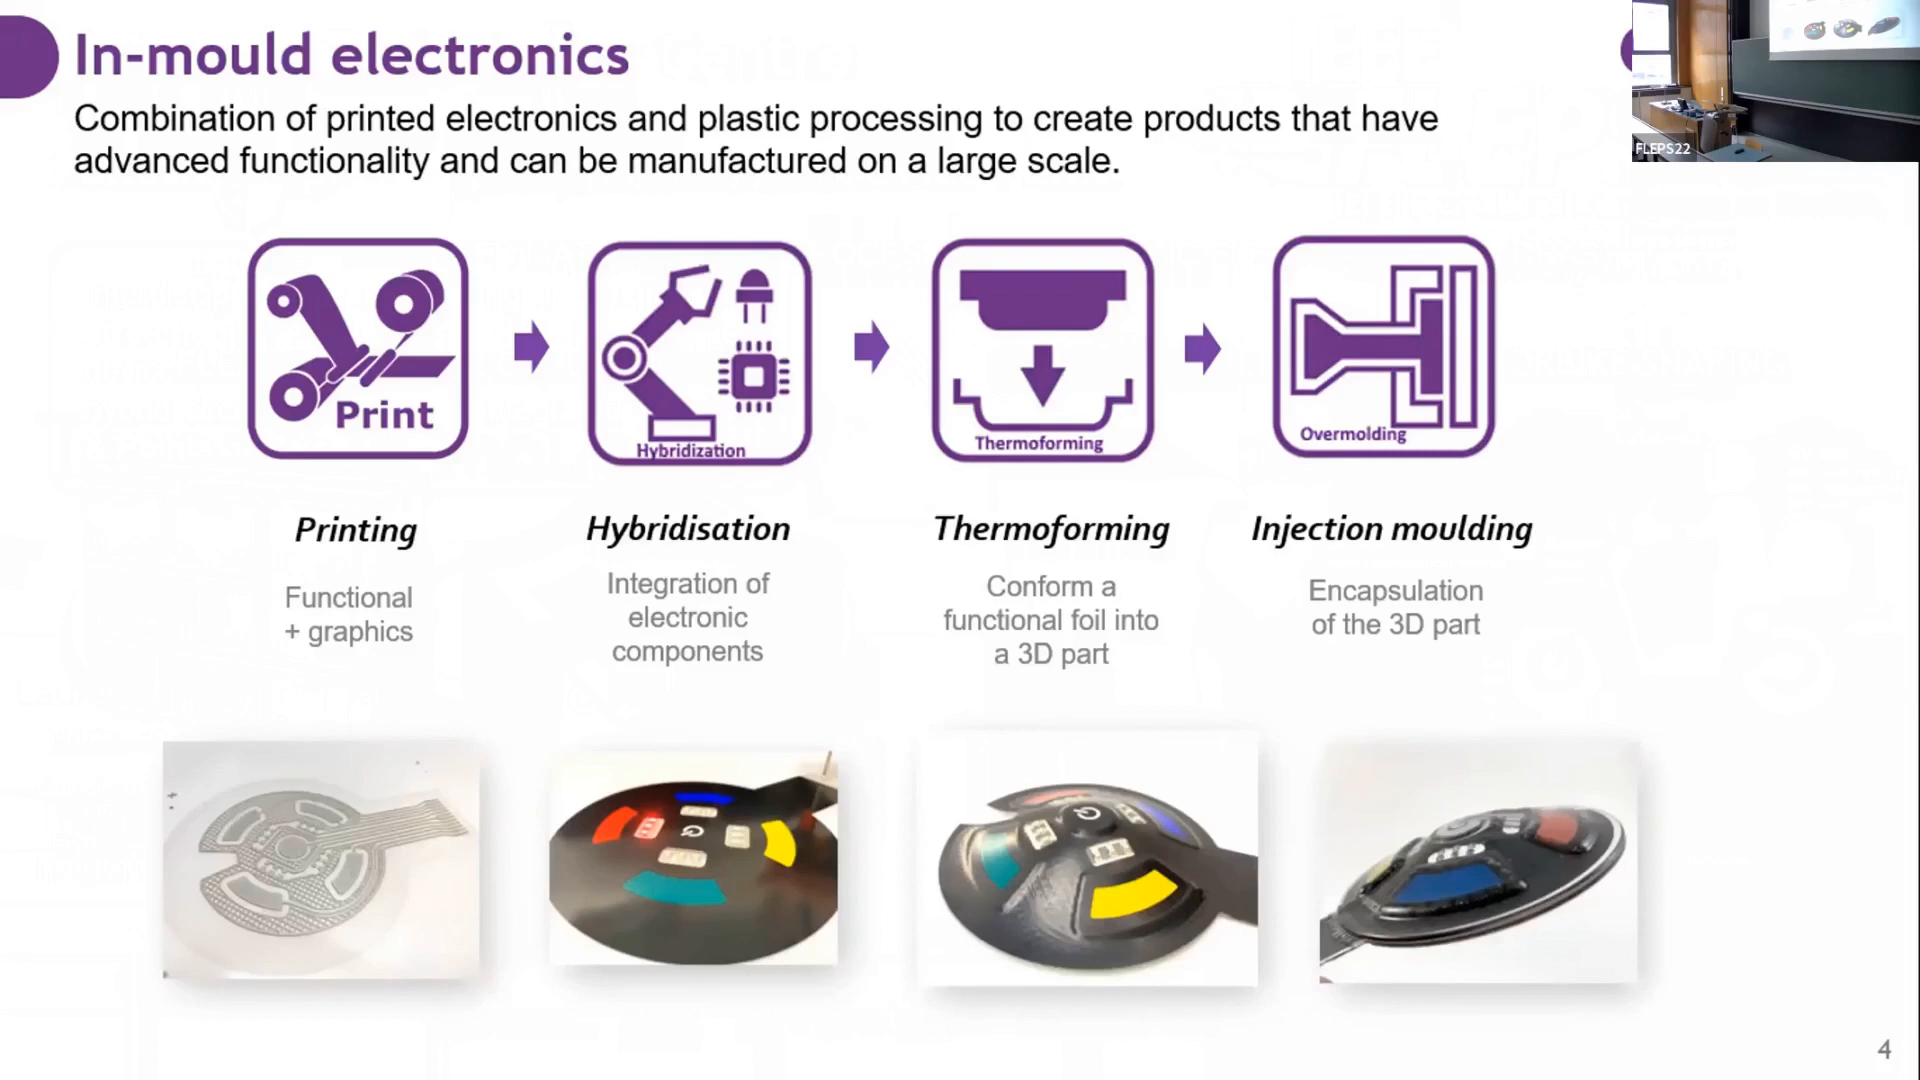 In-mould electronics
Combination of printed electronics and plastic processing to create products that have
advanced functionality and can be manufactured on a large scale.
FLEPS22
Print
Hybridization
Thermoforming
Overmolding
Printing
Hybridisation
Thermoforming
Injection moulding
Functional
+ graphics
Integration of
electronic
components
Conform a
functional foil into
a 3D part
Encapsulation
of the 3D part
4